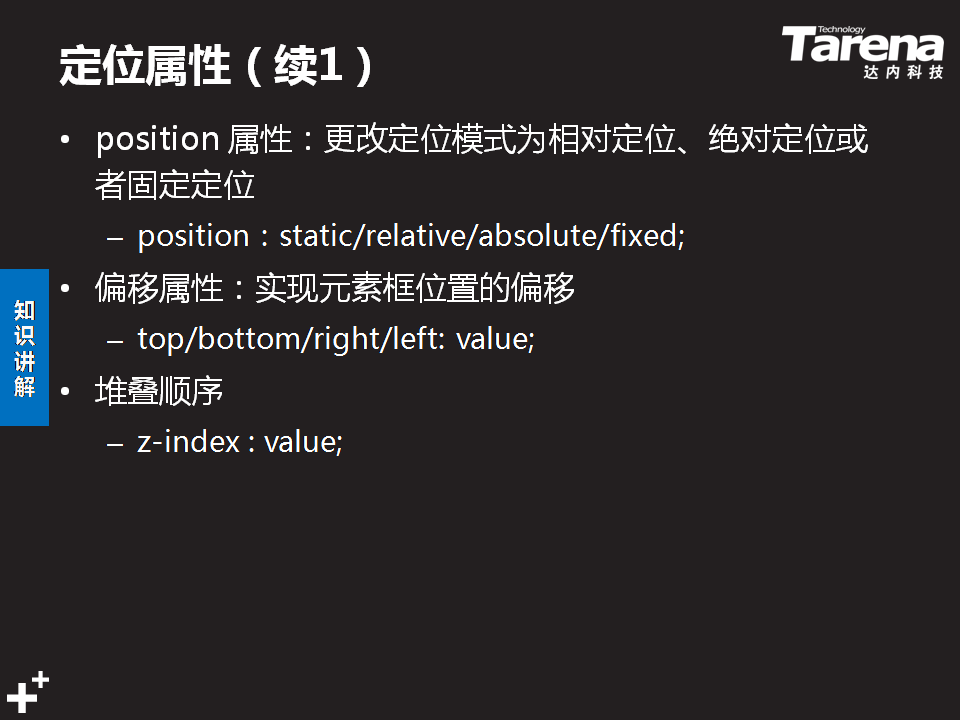 定位属性（续1）
Technology
Tarena
达内科技
• position 属性：更改定位模式为相对定位、绝对定位或
者固定定位
– position：static/relative/absolute/fixed;
• 偏移属性：实现元素框位置的偏移
– top/bottom/right/left: value;
• 堆叠顺序
– z-index : value;
知识讲解